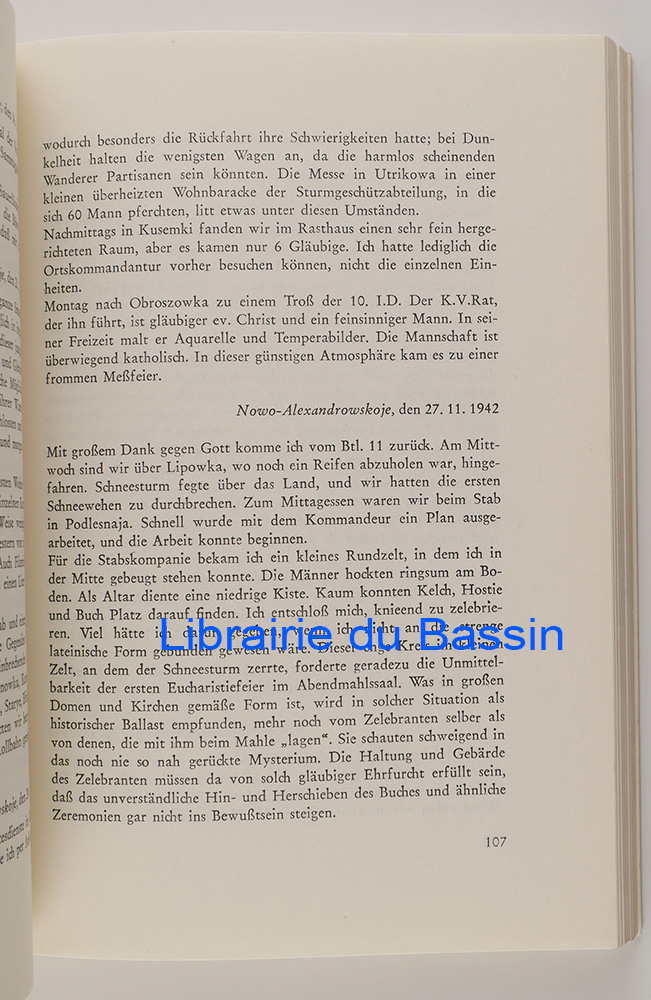 wodurch besonders die Rückfahrt ihre Schwierigkeiten hatte; bei Dun-
kelheit halten die wenigsten Wagen an, da die harmlos scheinenden
Wanderer Partisanen sein könnten. Die Messe in Utrikowa in einer
kleinen überheizten Wohnbaracke der Sturmgeschützabteilung, in die
sich 60 Mann pferchten, litt etwas unter diesen Umständen.
Nachmittags in Kusemki fanden wir im Rasthaus einen sehr fein herge-
richteten Raum, aber es kamen nur 6 Gläubige. Ich hatte lediglich die
Ortskommandantur vorher besuchen können, nicht die einzelnen Ein-
heiten.
Montag nach Obroszowka zu einem Troß der 10. I.D. Der K.V.Rat,
der ihn führt, ist gläubiger ev. Christ und ein feinsinniger Mann. In sei-
ner Freizeit malt er Aquarelle und Temperabilder. Die Mannschaft ist
überwiegend katholisch. In dieser günstigen Atmosphäre kam es zu einer
frommen Meßfeier.
Nowo-Alexandrowskoje, den 27. 11. 1942
Mit großem Dank gegen Gott komme ich vom Btl. 11 zurück. Am Mitt-
woch sind wir über Lipowka, wo noch ein Reifen abzuholen war, hinge-
fahren. Schneesturm fegte über das Land, und wir hatten die ersten
Schneewehen zu durchbrechen. Zum Mittagessen waren wir beim Stab
in Podlesnaja. Schnell wurde mit dem Kommandeur ein Plan ausge-
arbeitet, und die Arbeit konnte beginnen.
Für die Stabskompanie bekam ich ein kleines Rundzelt, in dem ich in
der Mitte gebeugt stehen konnte. Die Männer hockten ringsum am Bo-
den. Als Altar diente eine niedrige Kiste. Kaum konnten Kelch, Hostie
und Buch Platz darauf finden. Ich entschloß mich, knieend zu zelebrie-
ren. Viel hätte ich darum gegeben, wenn ich nicht an die strenge
lateinische Form gebunden gewesen wäre. Dieser enge Kreis im kleinen
Librairie du Bassin
Zelt, an dem der Schneesturm zerrte, forderte geradezu die Unmittel-
barkeit der ersten Eucharistiefeier im Abendmahlssaal. Was in großen
Domen und Kirchen gemäße Form ist, wird in solcher Situation als
historischer Ballast empfunden, mehr noch vom Zelebranten selber als
von denen, die mit ihm beim Mahle „lagen“. Sie schauten schweigend in
das noch nie so nah gerückte Mysterium. Die Haltung und Gebärde
des Zelebranten müssen da von solch gläubiger Ehrfurcht erfüllt sein,
daß das unverständliche Hin- und Herschieben des Buches und ähnliche
Zeremonien gar nicht ins Bewußtsein steigen.
107